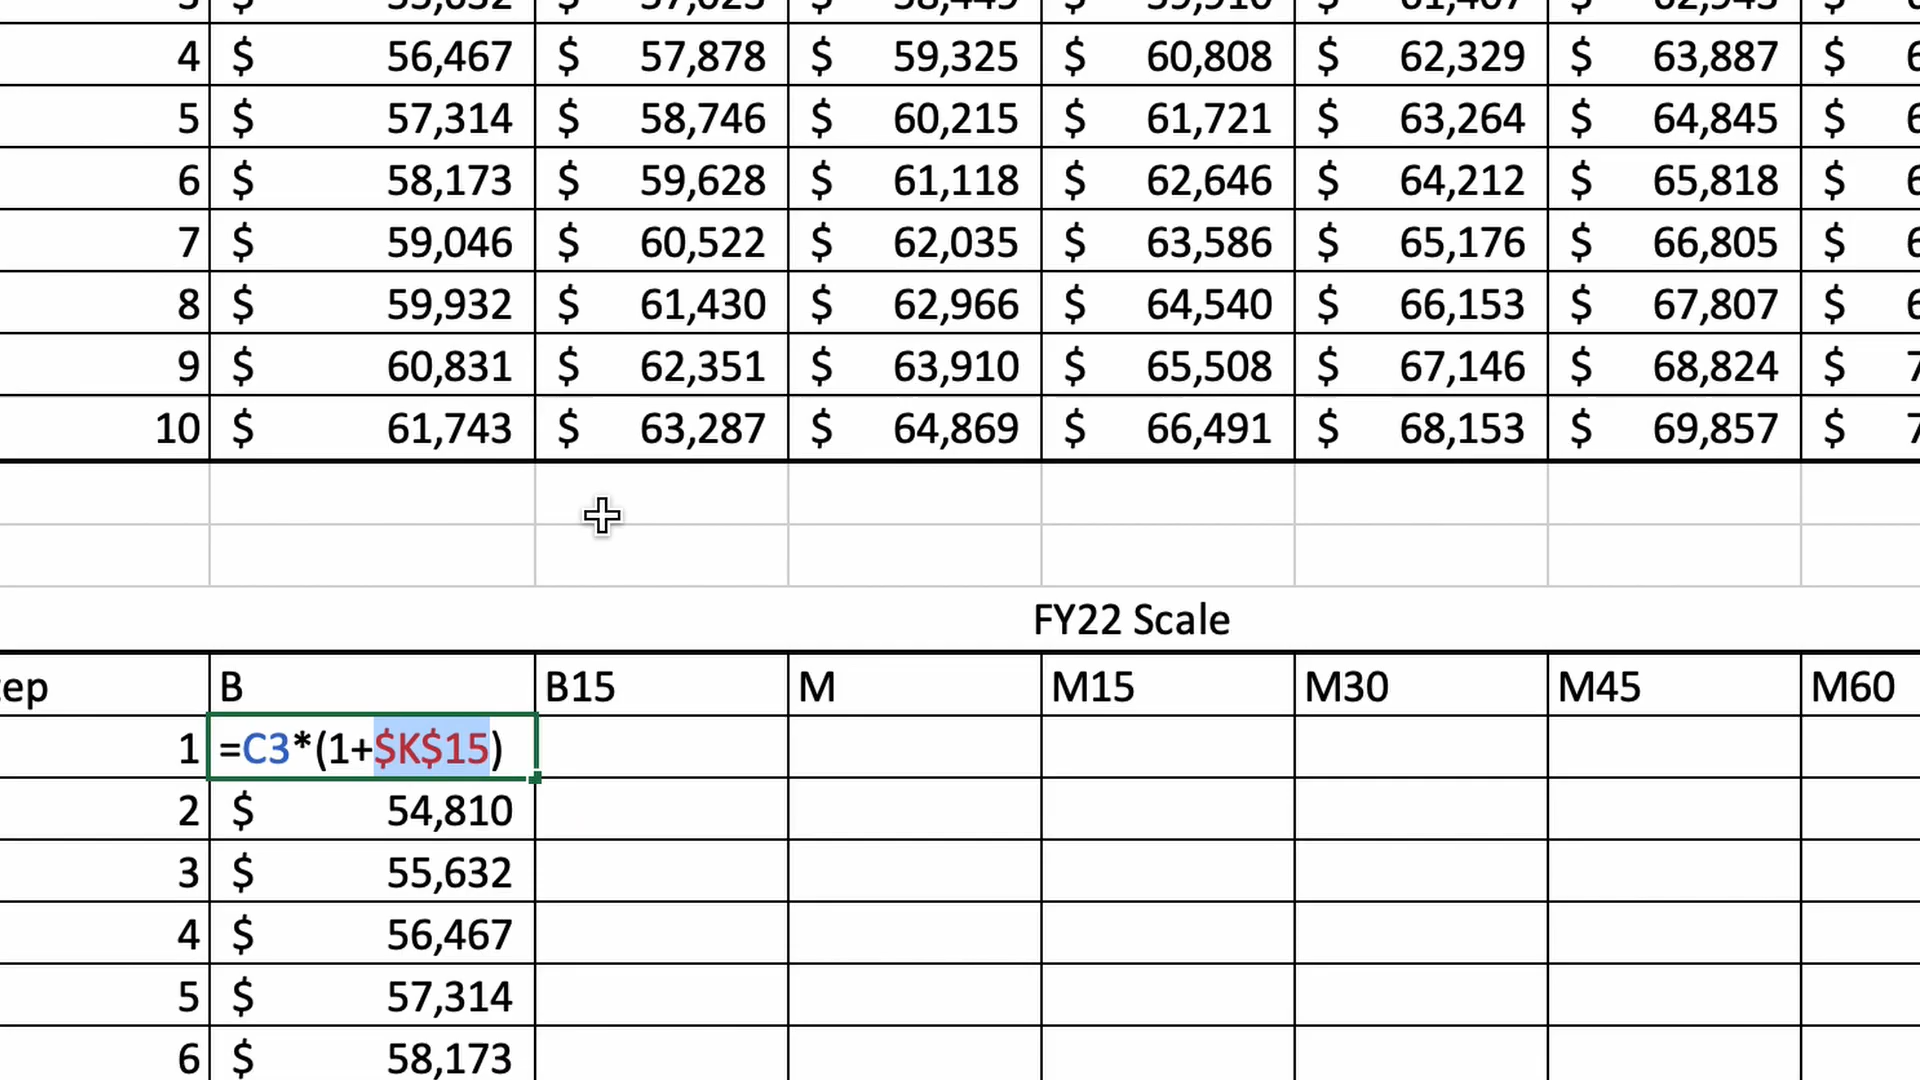 4 $ 56,467 $ 57,878 $ 59,325 $ 60,808 $ 62,329 $ 63,887 $
5 $ 57,314 $ 58,746 $ 60,215 $ 61,721 $ 63,264 $ 64,845 $
6 $ 58,173 $ 59,628 $ 61,118 $ 62,646 $ 64,212 $ 65,818 $
7 $ 59,046 $ 60,522 $ 62,035 $ 63,586 $ 65,176 $ 66,805 $
8 $ 59,932 $ 61,430 $ 62,966 $ 64,540 $ 66,153 $ 67,807 $
9 $ 60,831 $ 62,351 $ 63,910 $ 65,508 $ 67,146 $ 68,824 $
10 $ 61,743 $ 63,287 $ 64,869 $ 66,491 $ 68,153 $ 69,857 $
FY22 Scale
ep B B15 M M15 M30 M45 M60
1 =C3*(1+$K$15)
2 $ 54,810
3 $ 55,632
4 $ 56,467
5 $ 57,314
6 $ 58,173